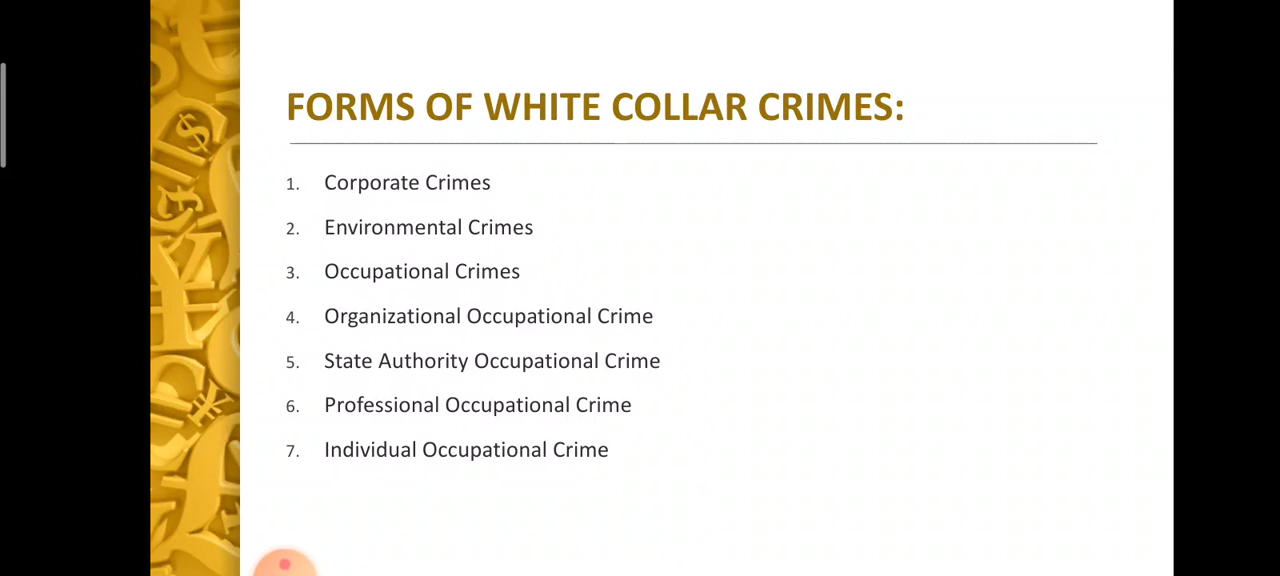 FORMS OF WHITE COLLAR CRIMES:
1. Corporate Crimes
2. Environmental Crimes
3. Occupational Crimes
4. Organizational Occupational Crime
5. State Authority Occupational Crime
6. Professional Occupational Crime
7. Individual Occupational Crime